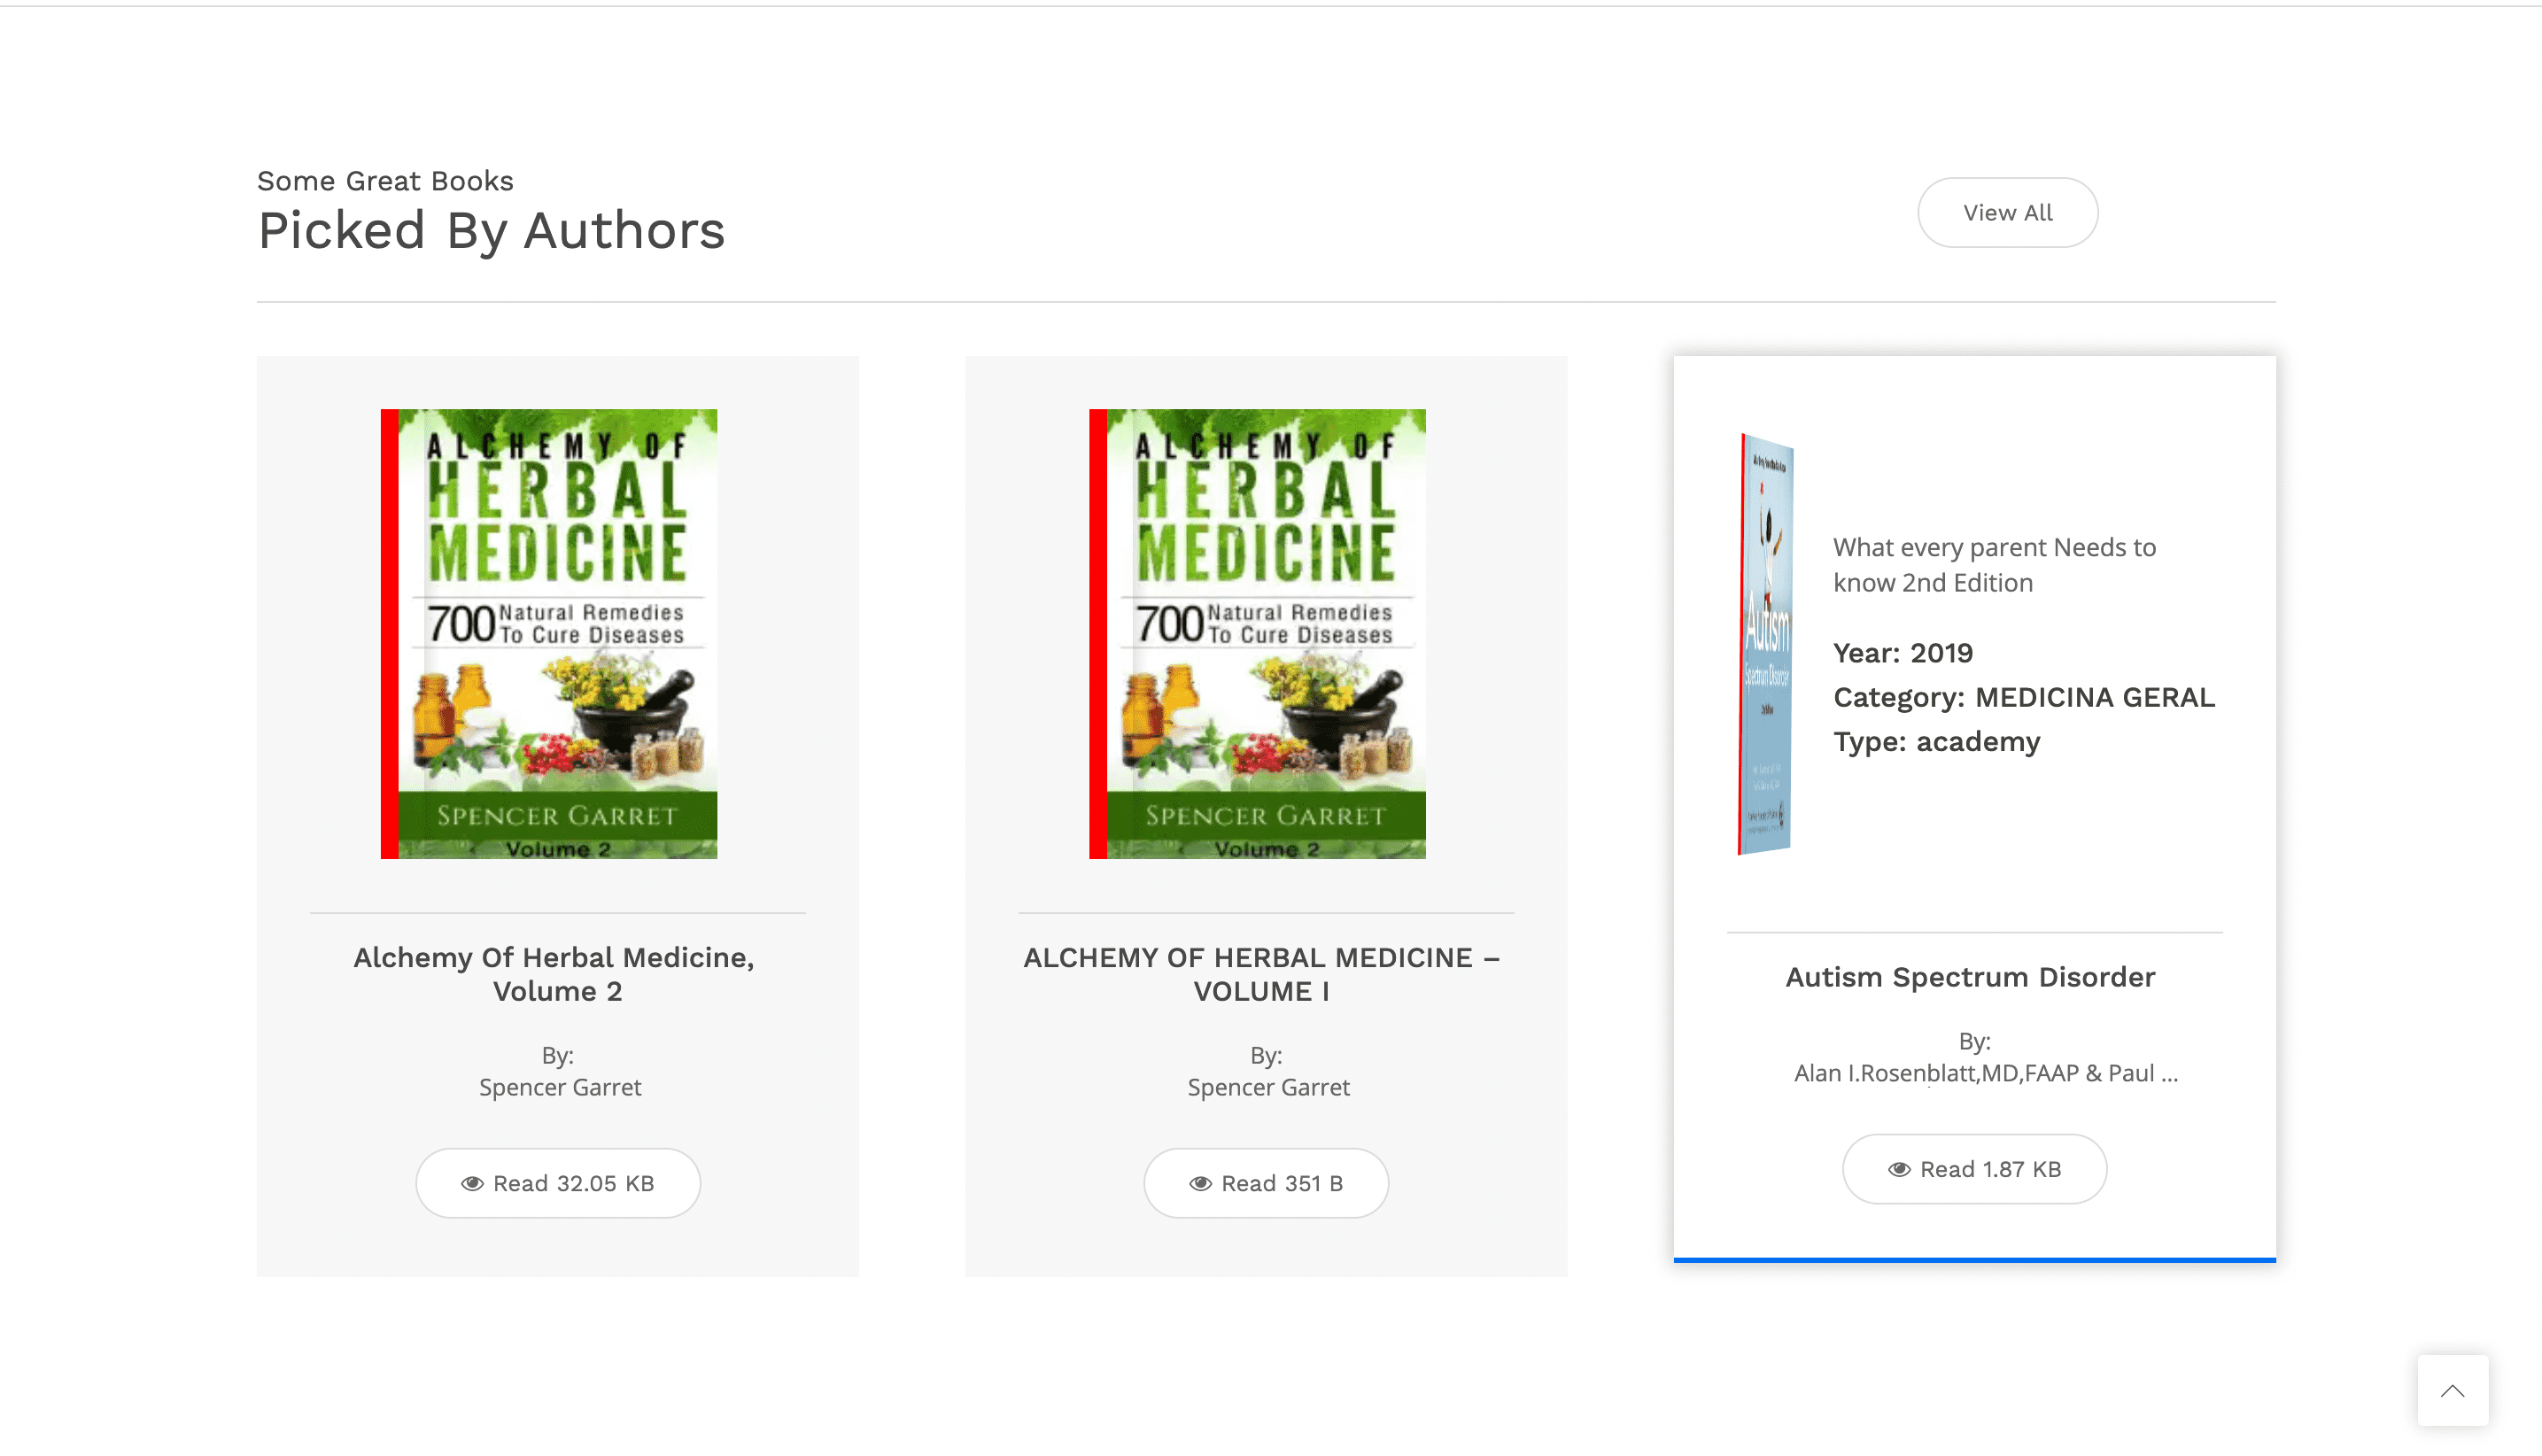 Some Great Books
Picked By Authors
View All
ALCHEMY OF
HERBAL
MEDICINE
700 Natural Remedies
To Cure Diseases
SPENCER GARRET
Volume 2
Alchemy Of Herbal Medicine,
Volume 2
By:
Spencer Garret
Read 32.05 KB
ALCHEMY OF
HERBAL
MEDICINE
700 Natural Remedies
To Cure Diseases
SPENCER GARRET
Volume 2
ALCHEMY OF HERBAL MEDICINE –
VOLUME I
By:
Spencer Garret
Read 351 B
Autism
Spectrum Disorder
What every parent Needs to
know 2nd Edition
Year: 2019
Category: MEDICINA GERAL
Type: academy
Autism Spectrum Disorder
By:
Alan I.Rosenblatt,MD,FAAP & Paul ...
Read 1.87 KB